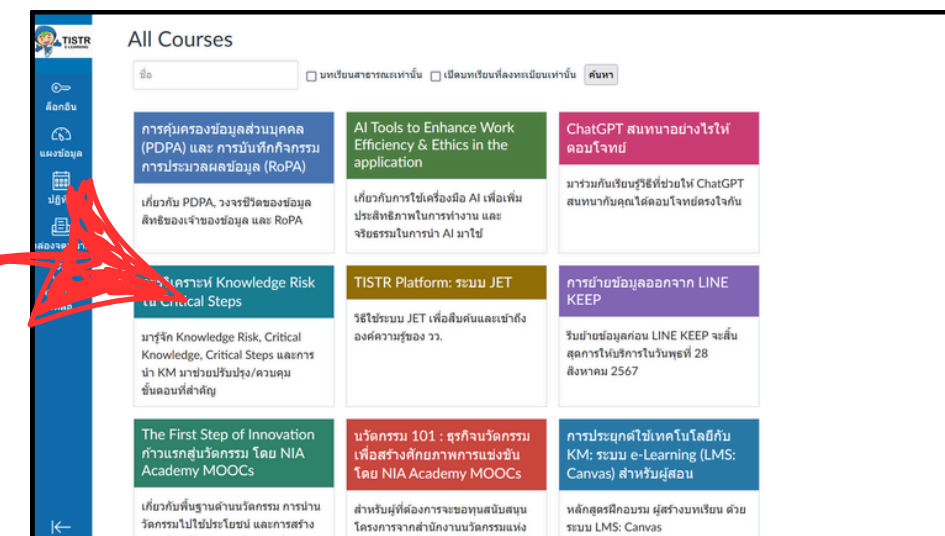 TISTR
E-LEARNING
All Courses
ชื่อ
บทเรียนสาธารณะเท่านั้น
เปิดบทเรียนที่ลงทะเบียนเท่านั้น
ค้นหา
ล็อกอิน
แผงข้อมูล
การคุ้มครองข้อมูลส่วนบุคคล
(PDPA) และ การบันทึกกิจกรรม
การประมวลผลข้อมูล (RoPA)
เกี่ยวกับ PDPA, วงจรชีวิตของข้อมูล
สิทธิของเจ้าของข้อมูล และ RoPA
AI Tools to Enhance Work
Efficiency & Ethics in the
application
เกี่ยวกับการใช้เครื่องมือ AI เพื่อเพิ่ม
ประสิทธิภาพในการทำงาน และ
จริยธรรมในการนำ AI มาใช้
ChatGPT สนทนาอย่างไรให้
ตอบโจทย์
มาร่วมกันเรียนรู้วิธีที่ช่วยให้ ChatGPT
สนทนากับคุณได้ตอบโจทย์ตรงใจกัน
Knowledge Risk
Critical Steps
มารู้จัก Knowledge Risk, Critical
Knowledge, Critical Steps และการ
นำ KM มาช่วยปรับปรุง/ควบคุม
ขั้นตอนที่สำคัญ
TISTR Platform: ระบบ JET
วิธีใช้ระบบ JET เพื่อสืบค้นและเข้าถึง
องค์ความรู้ของ วว.
การย้ายข้อมูลออกจาก LINE
KEEP
รีบย้ายข้อมูลก่อน LINE KEEP จะสิ้น
สุดการให้บริการในวันพุธที่ 28
สิงหาคม 2567
The First Step of Innovation
ก้าวแรกสู่นวัตกรรม โดย NIA
Academy MOOCs
เกี่ยวกับพื้นฐานด้านนวัตกรรม การนำน
วัตกรรมไปใช้ประโยชน์ และการสร้าง
นวัตกรรม 101 : ธุรกิจนวัตกรรม
เพื่อสร้างศักยภาพการแข่งขัน
โดย NIA Academy MOOCs
สำหรับผู้ที่ต้องการจะขอทุนสนับสนุน
โครงการจากสำนักงานนวัตกรรมแห่ง
การประยุกต์ใช้เทคโนโลยีกับ
KM: ระบบ e-Learning (LMS:
Canvas) สำหรับผู้สอน
หลักสูตรฝึกอบรม ผู้สร้างบทเรียน ด้วย
ระบบ LMS: Canvas